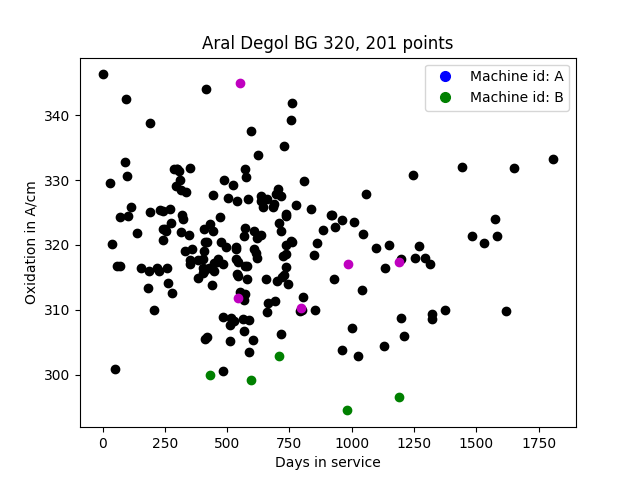 Aral Degol BG 320, 201 points
Machine id: A
Machine id: B
Oxidation in A/cm
340
330
320
310
300
0 250 500 750 1000 1250 1500 1750
Days in service